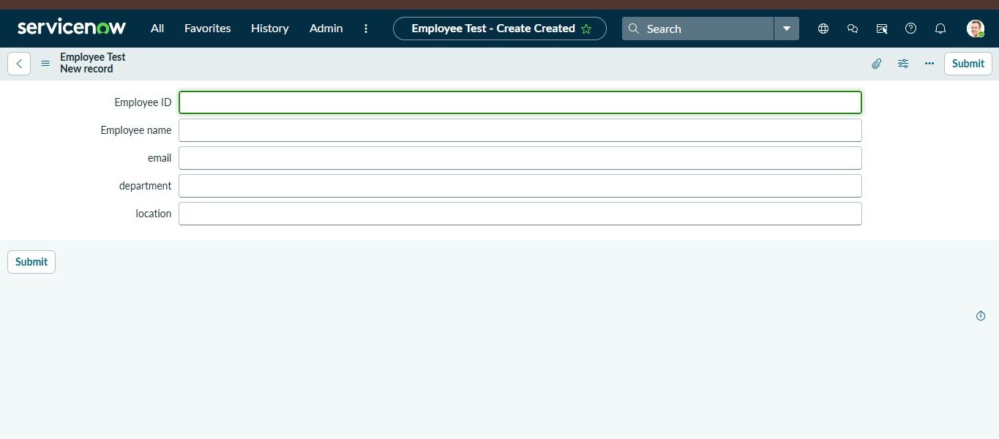 servicenow All Favorites History Admin Employee Test - Create Created Search
Employee Test
New record
Submit
Employee ID
Employee name
email
department
location
Submit